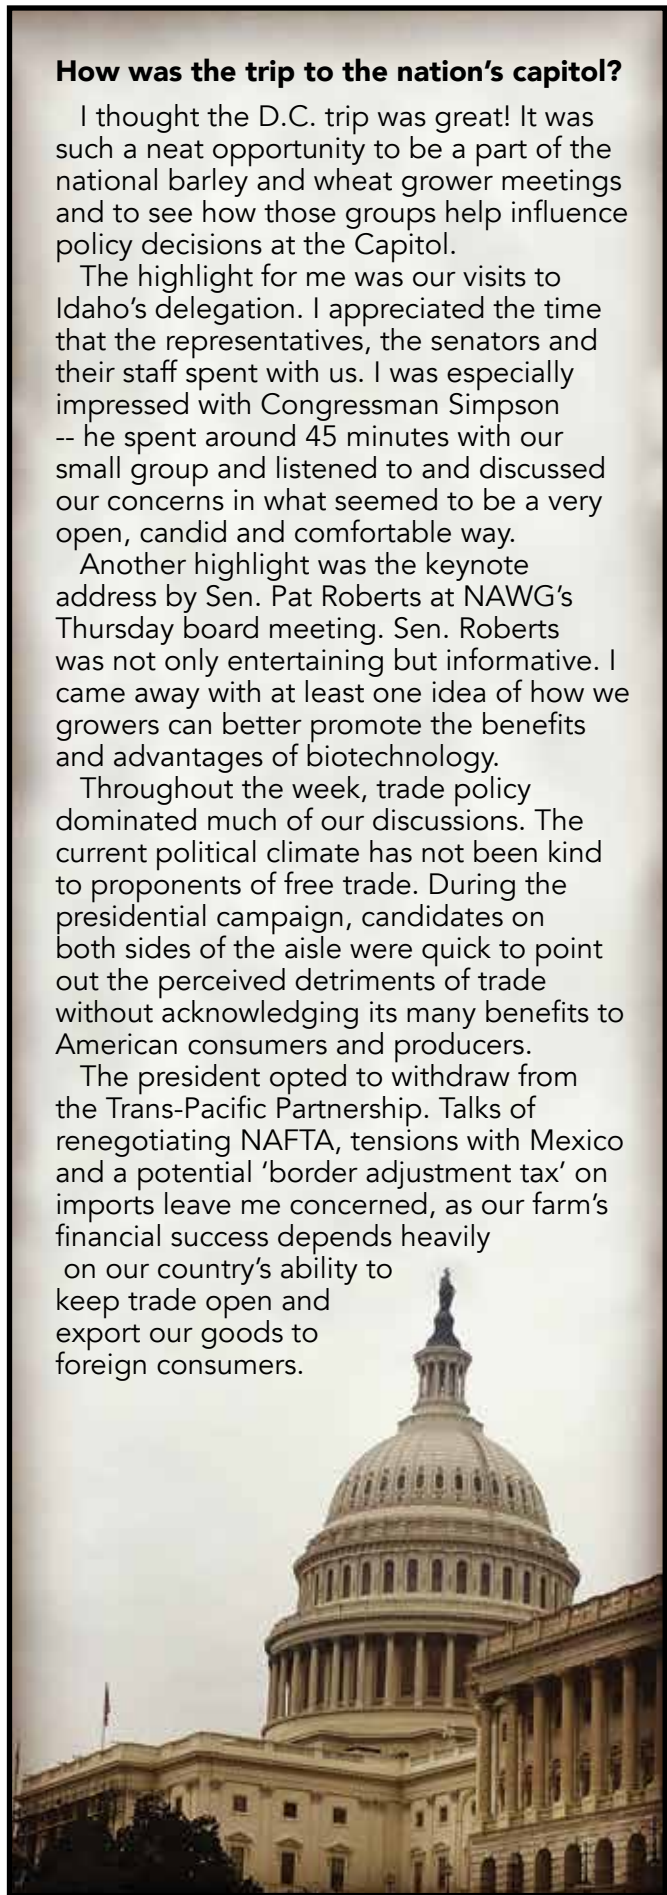 How was the trip to the nation’s capitol?
I thought the D.C. trip was great! It was
such a neat opportunity to be a part of the
national barley and wheat grower meetings
and to see how those groups help influence
policy decisions at the Capitol.
The highlight for me was our visits to
Idaho’s delegation. I appreciated the time
that the representatives, the senators and
their staff spent with us. I was especially
impressed with Congressman Simpson
-- he spent around 45 minutes with our
small group and listened to and discussed
our concerns in what seemed to be a very
open, candid and comfortable way.
Another highlight was the keynote
address by Sen. Pat Roberts at NAWG’s
Thursday board meeting. Sen. Roberts
was not only entertaining but informative. I
came away with at least one idea of how we
growers can better promote the benefits
and advantages of biotechnology.
Throughout the week, trade policy
dominated much of our discussions. The
current political climate has not been kind
to proponents of free trade. During the
presidential campaign, candidates on
both sides of the aisle were quick to point
out the perceived detriments of trade
without acknowledging its many benefits to
American consumers and producers.
The president opted to withdraw from
the Trans-Pacific Partnership. Talks of
renegotiating NAFTA, tensions with Mexico
and a potential ‘border adjustment tax’ on
imports leave me concerned, as our farm’s
financial success depends heavily
on our country’s ability to
keep trade open and
export our goods to
foreign consumers.